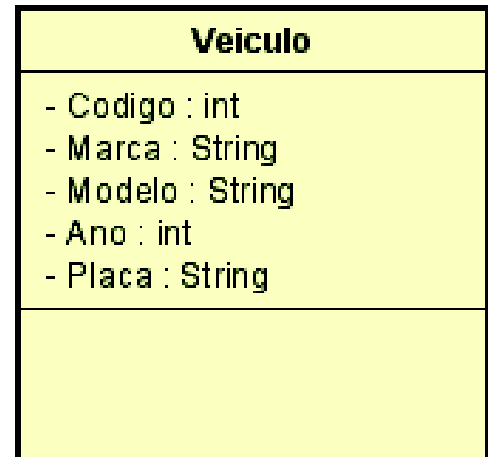 Veiculo
- Codigo : int
- Marca : String
- Modelo : String
- Ano : int
- Placa : String